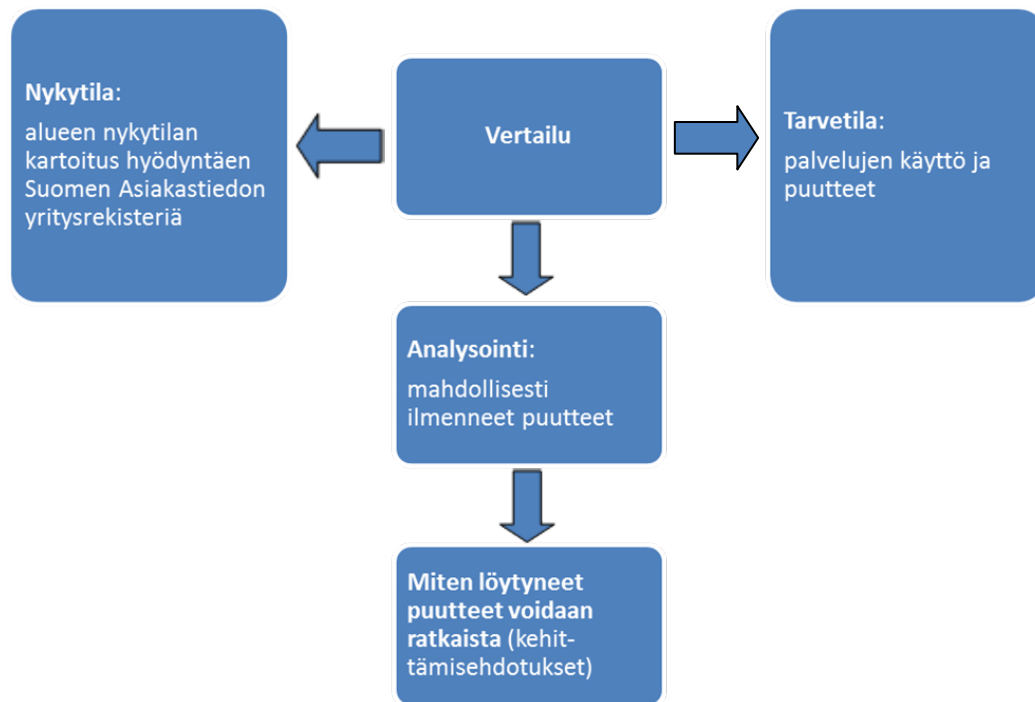 Nykytila:
alueen nykytilan
kartoitus hyödyntäen
Suomen Asiakastiedon
yritysrekisteriä
Vertailu
Tarvetila:
palvelujen käyttö ja
puutteet
Analysointi:
mahdollisesti
ilmenneet puutteet
Miten löytyneet
puutteet voidaan
ratkaista (kehit-
tämisehdotukset)